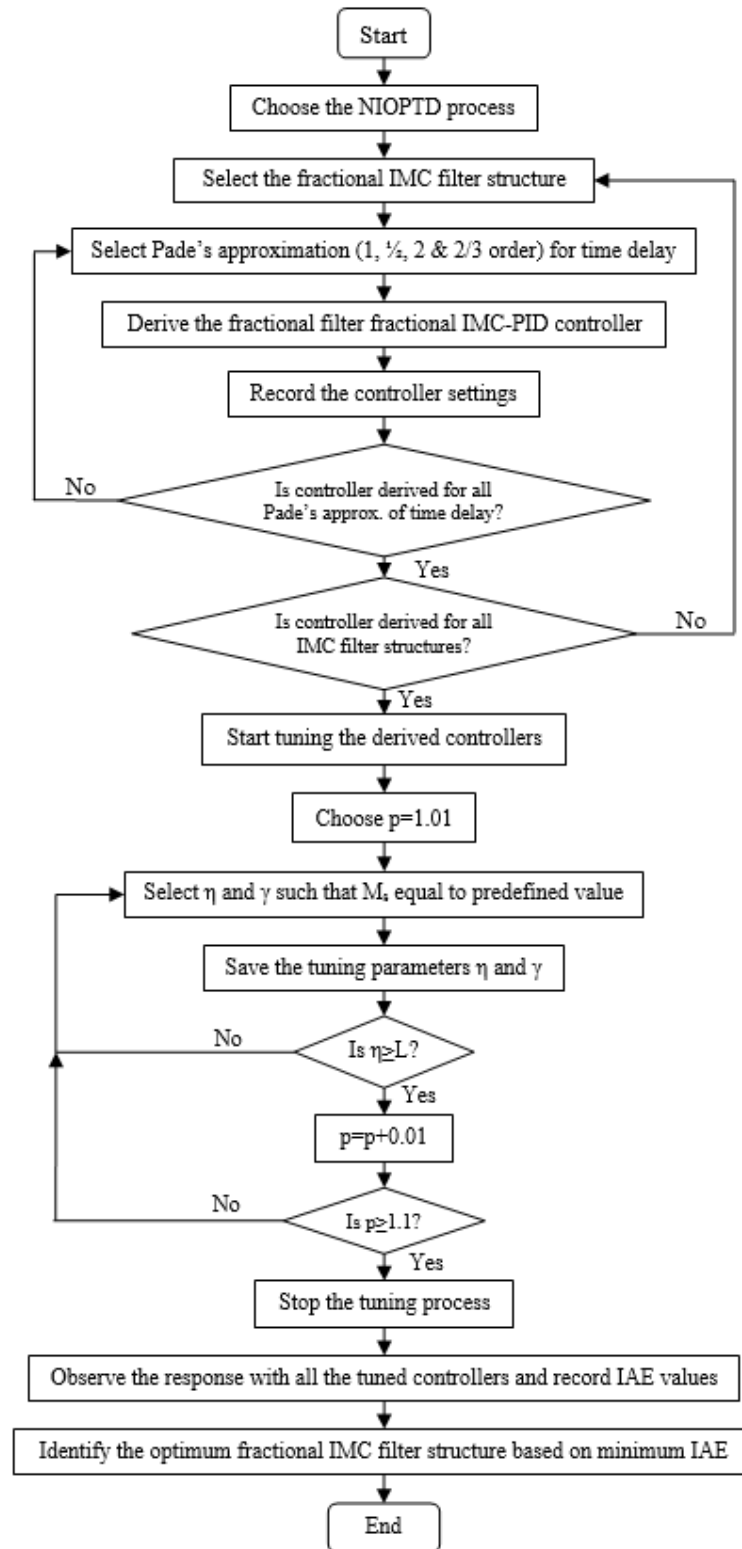 Start
Choose the NIOPTD process
Select the fractional IMC filter structure
Select Pade’s approximation (1, ½, 2 & 2/3 order) for time delay
Derive the fractional filter fractional IMC-PID controller
Record the controller settings
No
Is controller derived for all
Pade’s approx. of time delay?
Yes
Is controller derived for all
IMC filter structures?
No
Yes
Start tuning the derived controllers
Choose p=1.01
Select η and γ such that Mₛ equal to predefined value
Save the tuning parameters η and γ
No
Is η≥L?
Yes
p=p+0.01
No
Is p≥1.1?
Yes
Stop the tuning process
Observe the response with all the tuned controllers and record IAE values
Identify the optimum fractional IMC filter structure based on minimum IAE
End